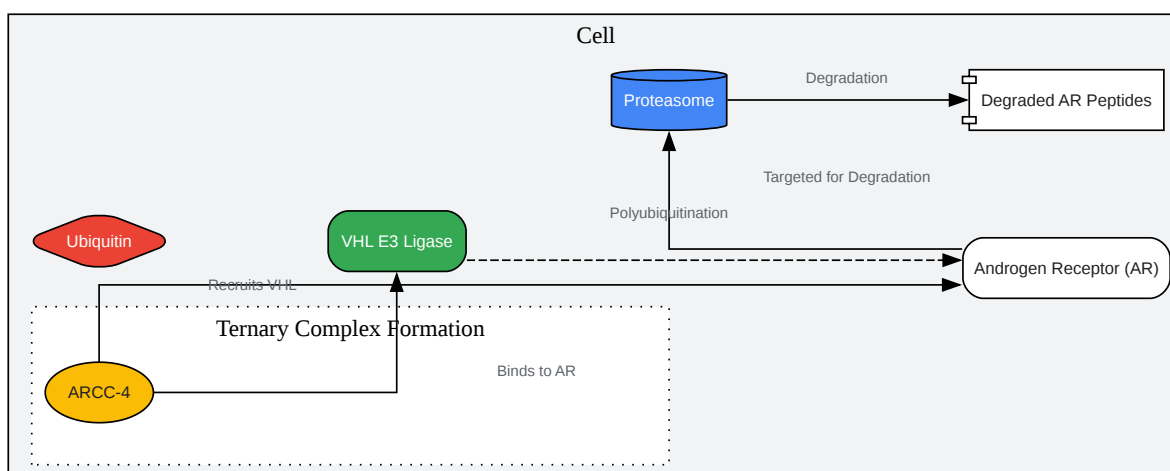 Cell
Degradation
Proteasome
Degraded AR Peptides
Targeted for Degradation
Polyubiquitination
Ubiquitin
VHL E3 Ligase
Androgen Receptor (AR)
Recruits VHL
Ternary Complex Formation
Binds to AR
ARCC-4